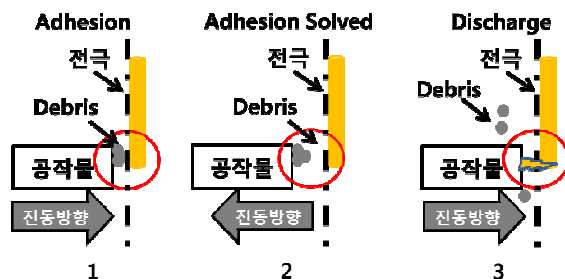 Adhesion
전극
Debris
공작물
진동방향
1
Adhesion Solved
전극
Debris
공작물
진동방향
2
Discharge
전극
Debris
공작물
진동방향
3